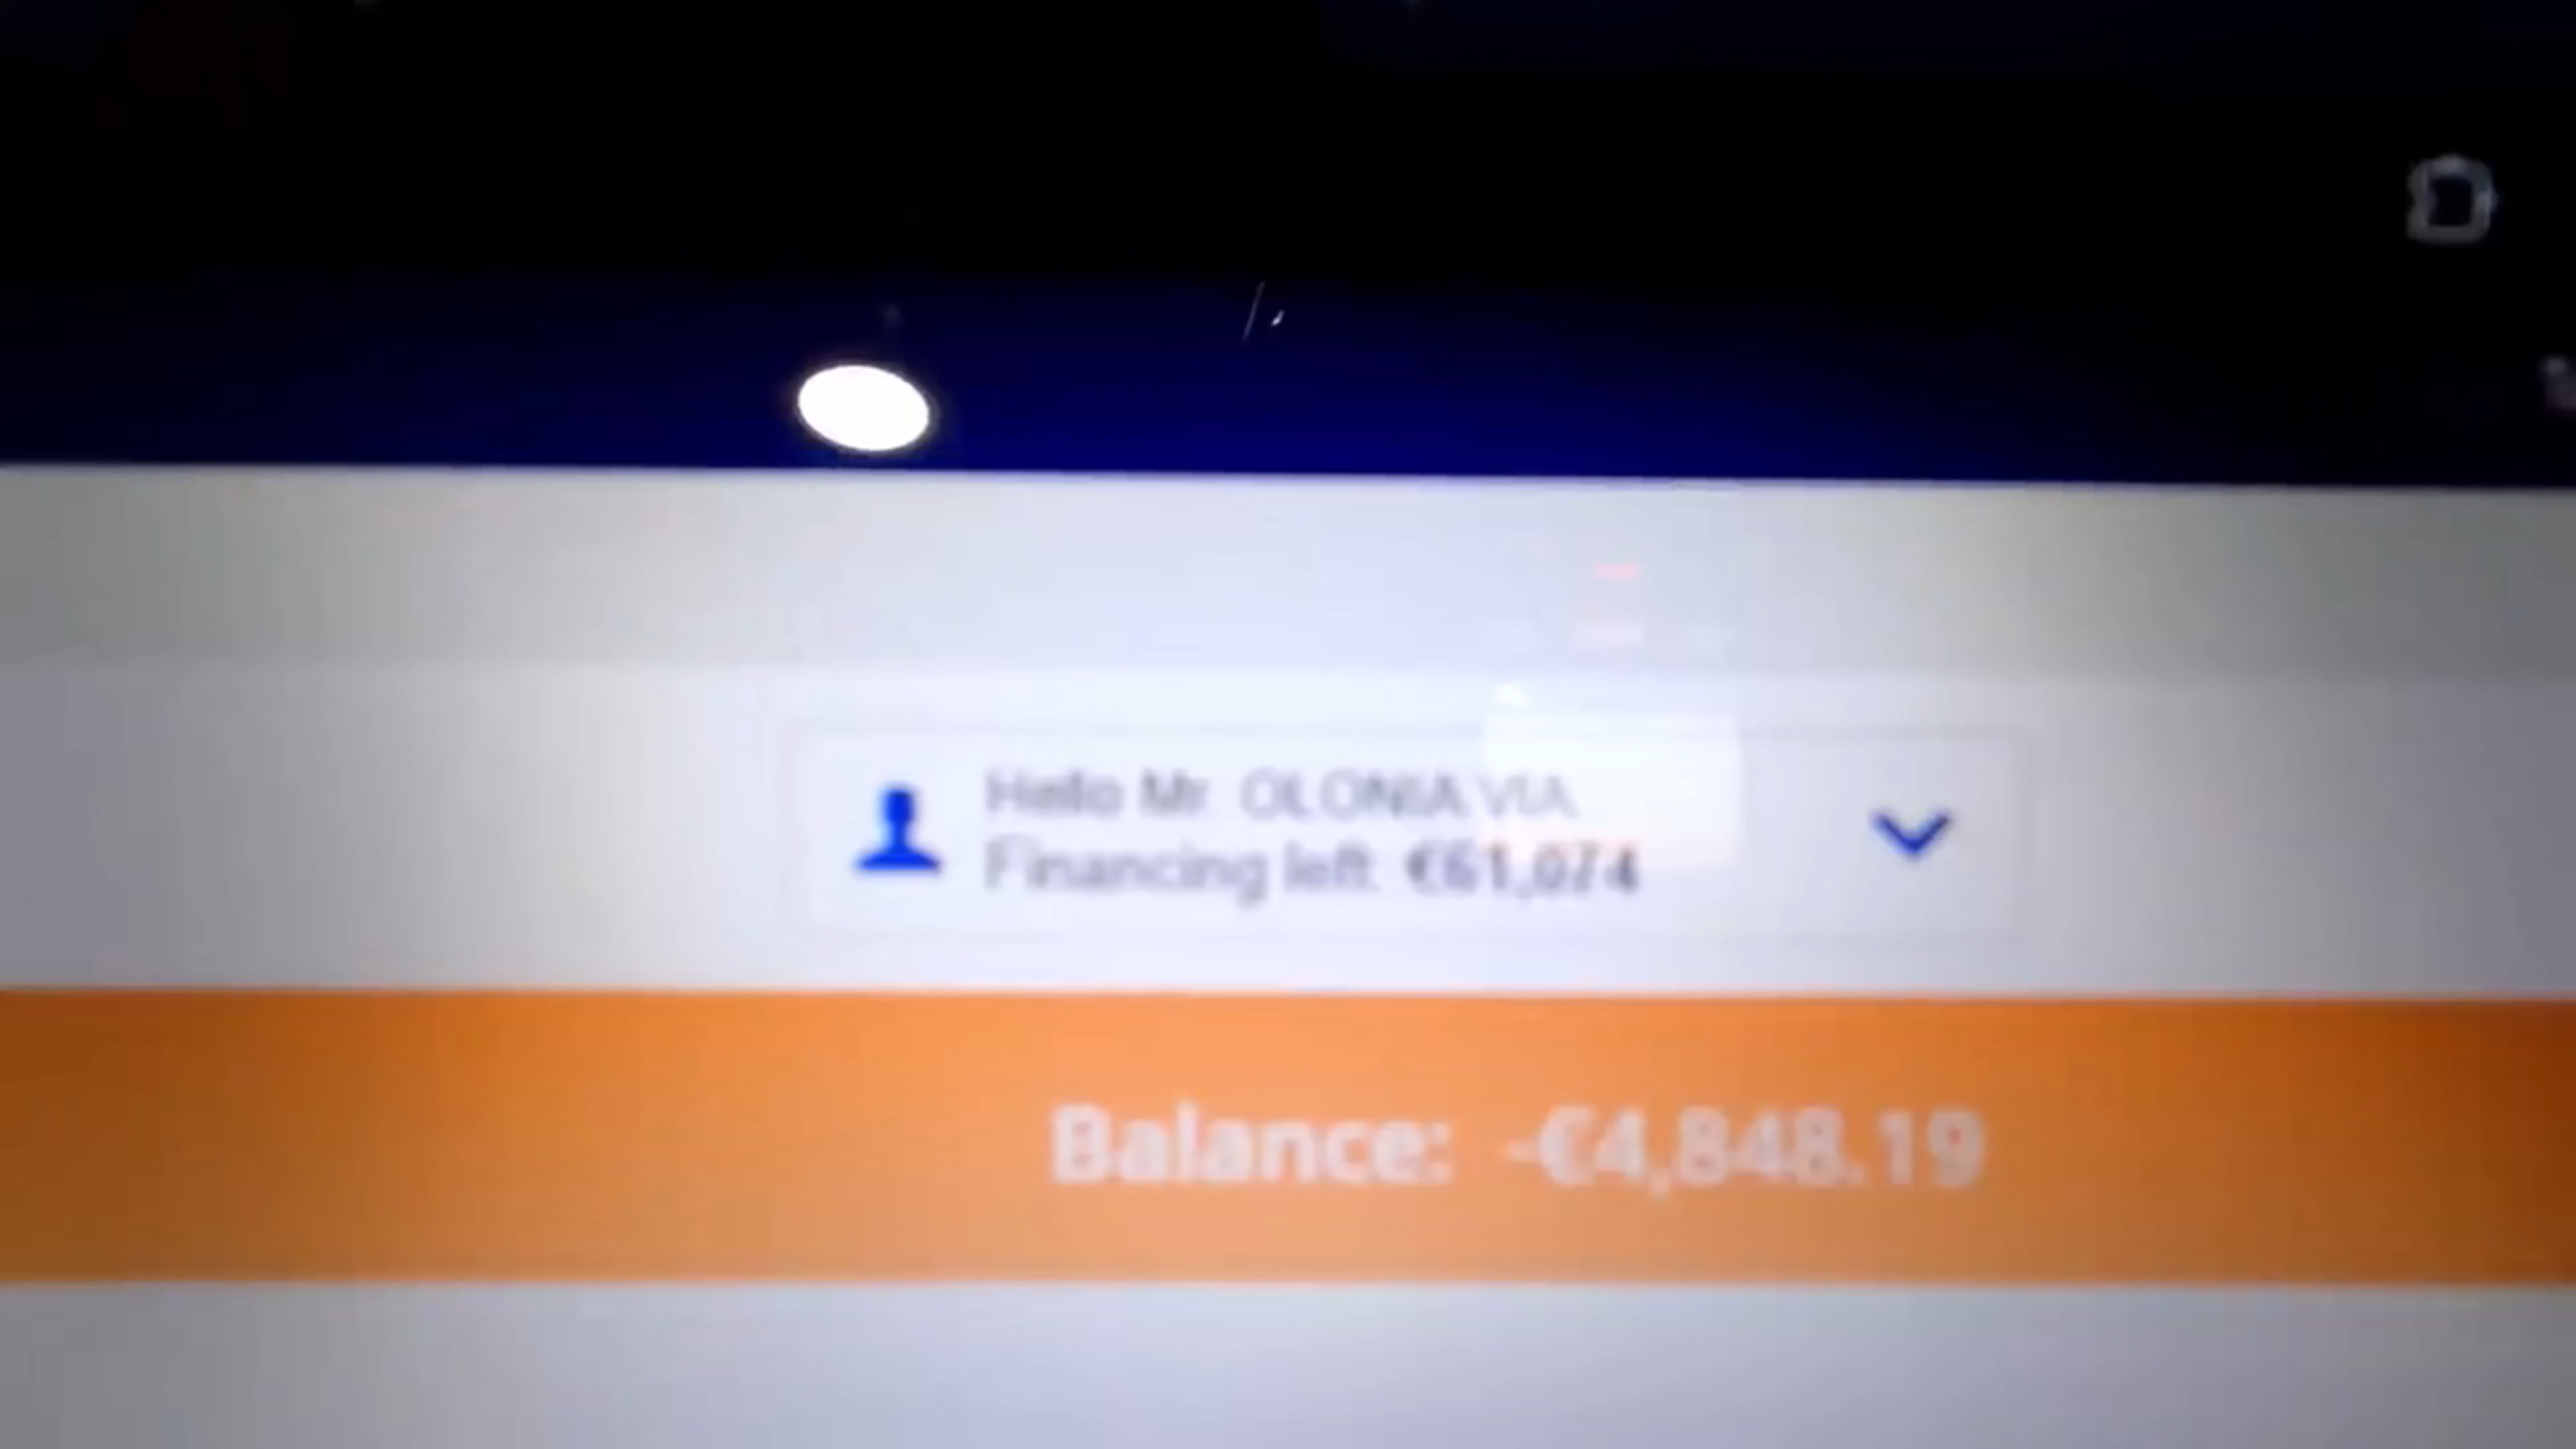 Hello Mr. OLONIA VIA
Financing left: €61,074
Balance: -€4,848.19